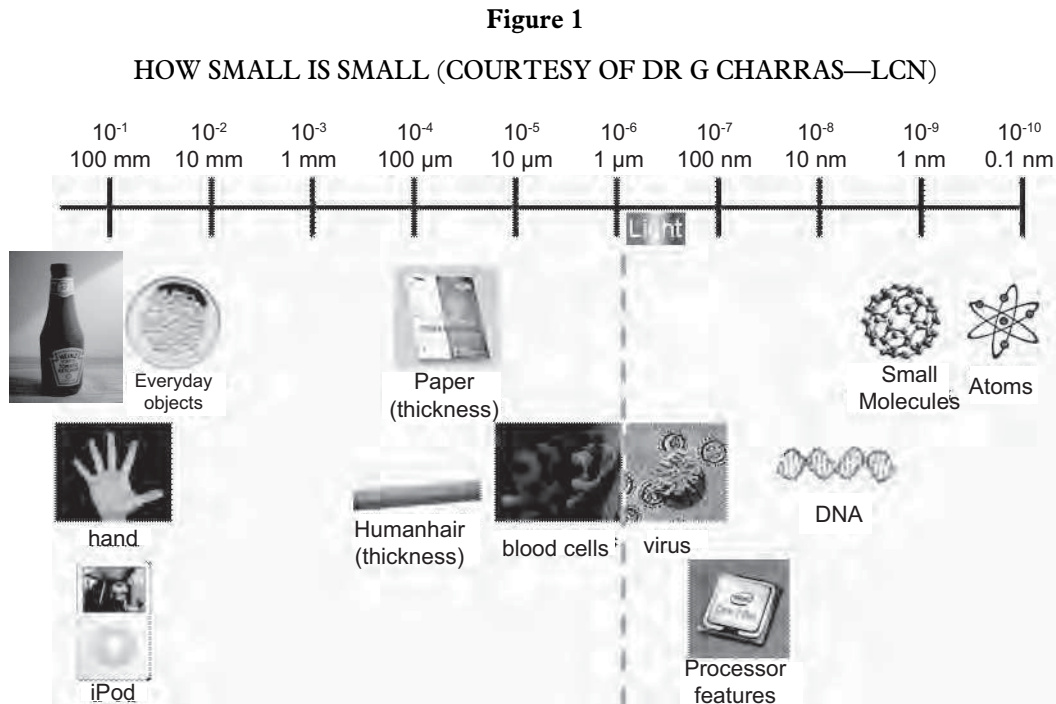 Figure 1
HOW SMALL IS SMALL (COURTESY OF DR G CHARRAS—LCN)
10-1 10-2 10-3 10-4 10-5 10-6 10-7 10-8 10-9 10-10
100 mm 10 mm 1 mm 100 µm 10 µm 1 µm 100 nm 10 nm 1 nm 0.1 nm
Light
HEINZ
Everyday
objects
Paper
(thickness)
Small
Molecules
Atoms
hand
Humanhair
(thickness)
blood cells
virus
DNA
iPod
Processor
features